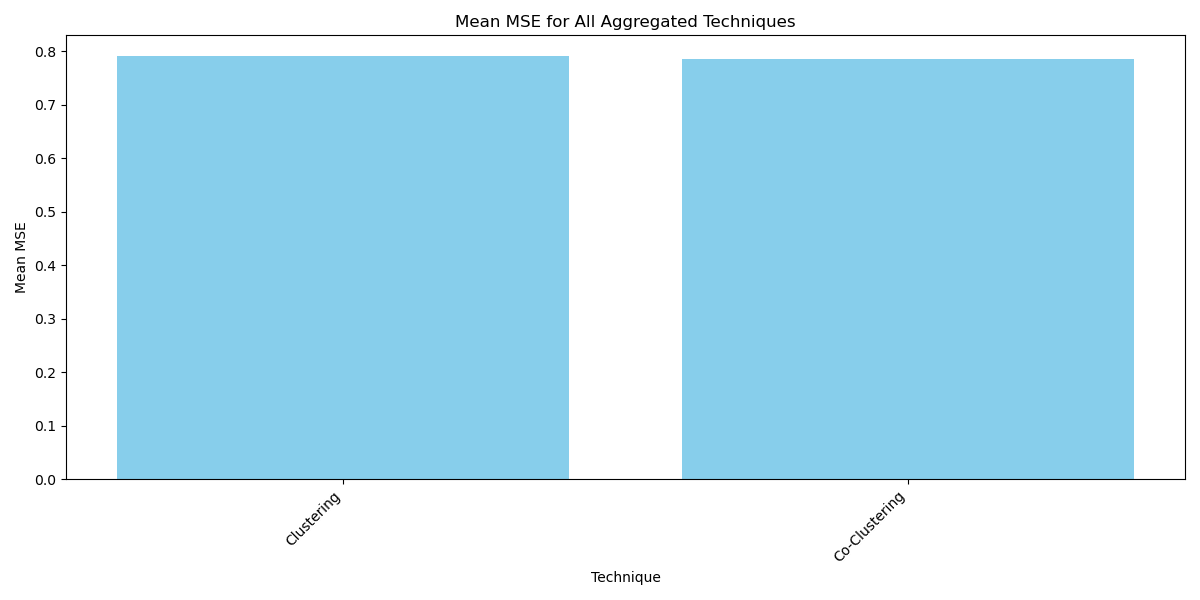 Mean MSE for All Aggregated Techniques
0.8
0.7
0.6
0.5
0.4
0.3
0.2
0.1
0.0
Mean MSE
Clustering
Co-Clustering
Technique